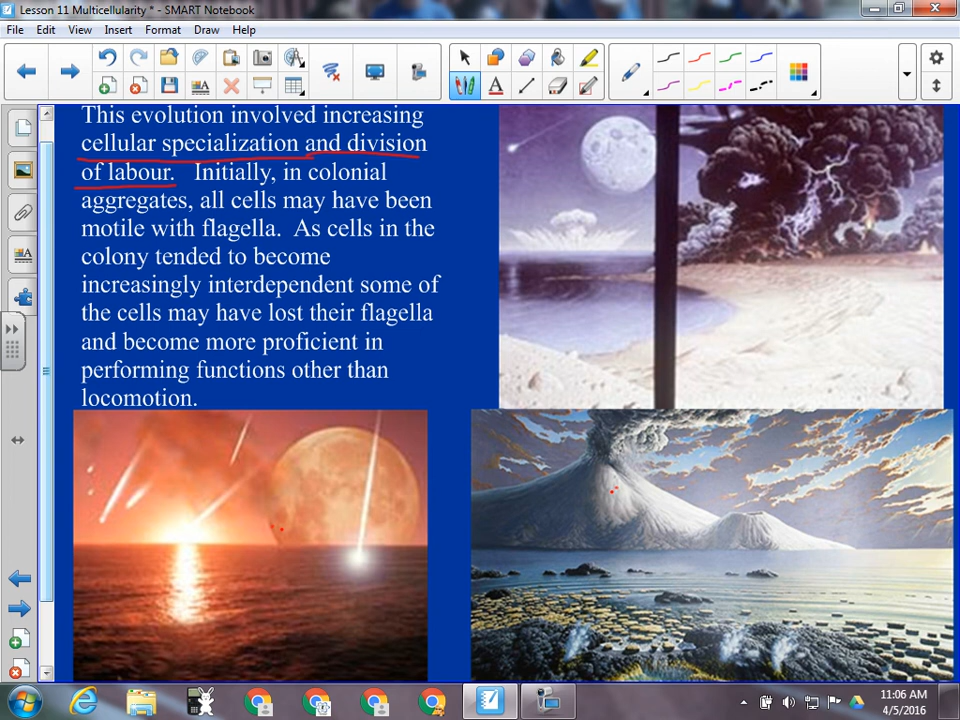 Lesson 11 Multicellularity * - SMART Notebook
File Edit View Insert Format Draw Help
This evolution involved increasing
cellular specialization and division
of labour. Initially, in colonial
aggregates, all cells may have been
motile with flagella. As cells in the
colony tended to become
increasingly interdependent some of
the cells may have lost their flagella
and become more proficient in
performing functions other than
locomotion.
11:06 AM
4/5/2016